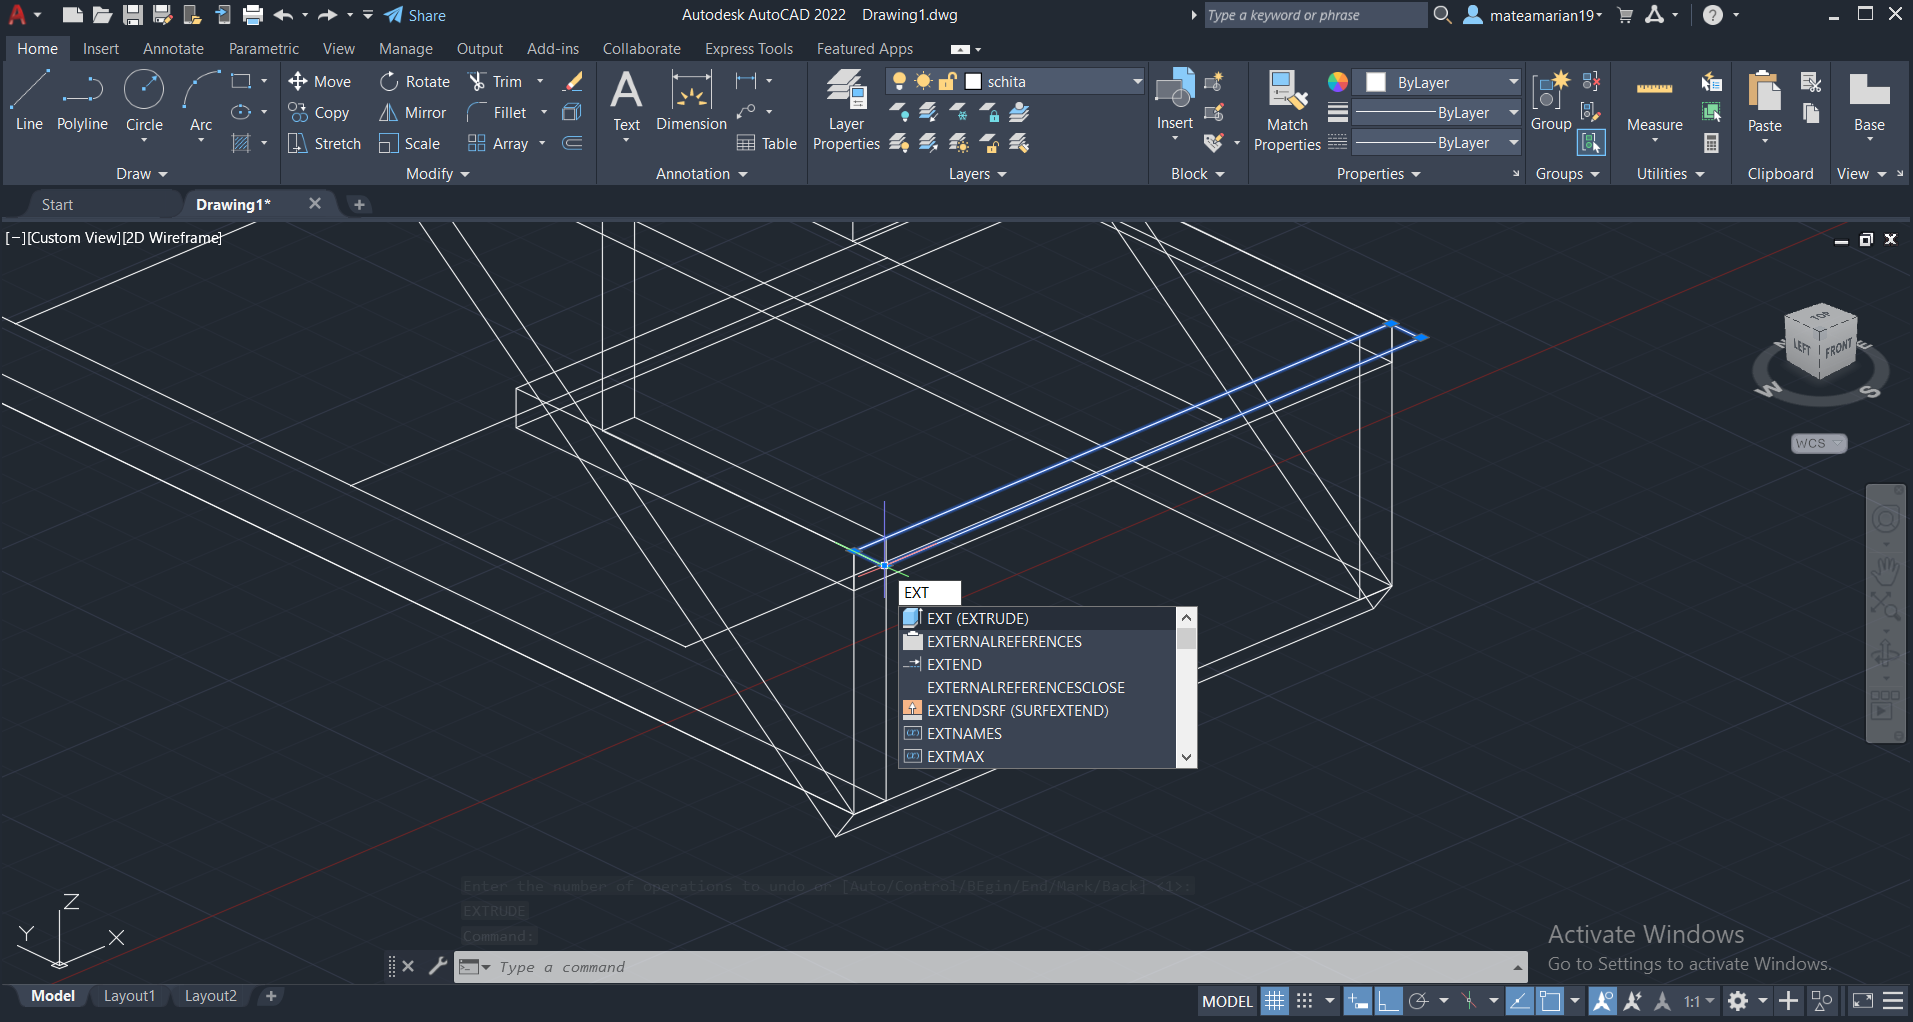 Share
Autodesk AutoCAD 2022 Drawing1.dwg
Type a keyword or phrase
mateamarian19
Home Insert Annotate Parametric View Manage Output Add-ins Collaborate Express Tools Featured Apps
Line Polyline Circle Arc
Draw
Move Rotate Trim
Copy Mirror Fillet
Stretch Scale Array
Modify
Text Dimension Table
Annotation
Layer Properties
schita
Layers
Insert
Block
Match Properties
ByLayer
ByLayer
ByLayer
Properties
Group
Groups
Measure
Utilities
Paste
Clipboard
Base
View
Start Drawing1*
[−][Custom View][2D Wireframe]
TOP
LEFT FRONT
W S
WCS
EXT
EXT (EXTRUDE)
EXTERNALREFERENCES
EXTEND
EXTERNALREFERENCESCLOSE
EXTENDSRF (SURFEXTEND)
EXTNAMES
EXTMAX
Z
Y X
Enter the number of operations to undo or [Auto/Control/BEgin/End/Mark/Back] <1>:
EXTRUDE
Command:
Type a command
Activate Windows
Go to Settings to activate Windows.
Model Layout1 Layout2
MODEL 1:1